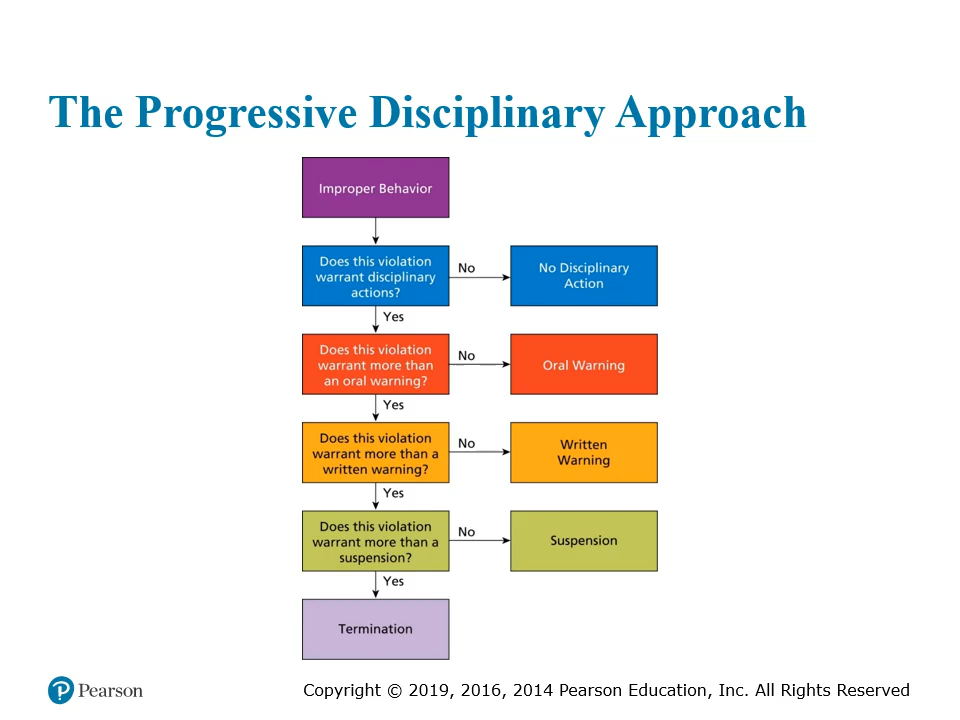 The Progressive Disciplinary Approach
Improper Behavior
Does this violation
warrant disciplinary
actions?
No
No Disciplinary
Action
Yes
Does this violation
warrant more than
an oral warning?
No
Oral Warning
Yes
Does this violation
warrant more than a
written warning?
No
Written
Warning
Yes
Does this violation
warrant more than a
suspension?
No
Suspension
Yes
Termination
P Pearson
Copyright © 2019, 2016, 2014 Pearson Education, Inc. All Rights Reserved